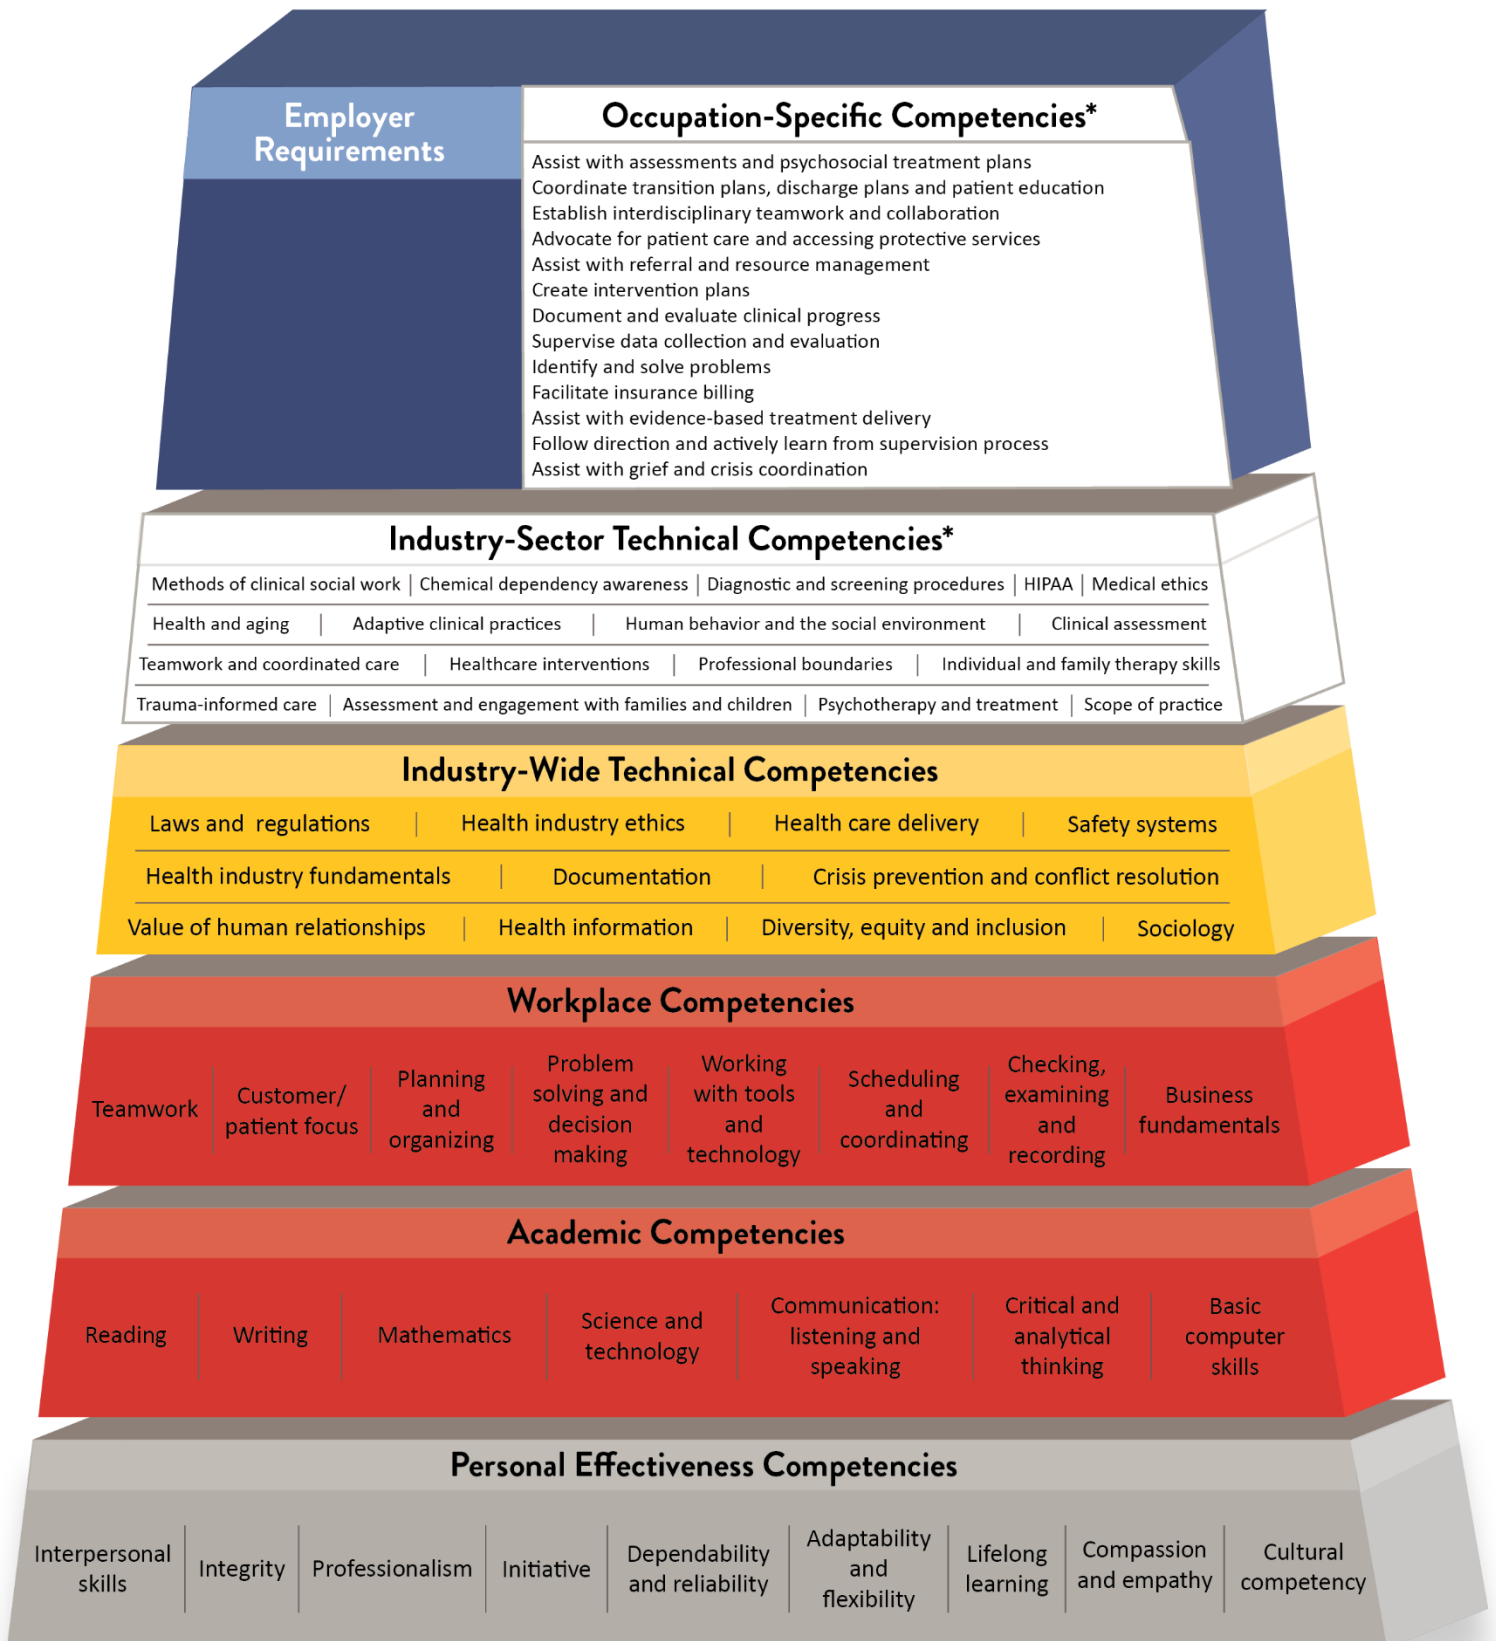 Employer
Requirements
Occupation-Specific Competencies*
Assist with assessments and psychosocial treatment plans
Coordinate transition plans, discharge plans and patient education
Establish interdisciplinary teamwork and collaboration
Advocate for patient care and accessing protective services
Assist with referral and resource management
Create intervention plans
Document and evaluate clinical progress
Supervise data collection and evaluation
Identify and solve problems
Facilitate insurance billing
Assist with evidence-based treatment delivery
Follow direction and actively learn from supervision process
Assist with grief and crisis coordination
Industry-Sector Technical Competencies*
Methods of clinical social work | Chemical dependency awareness | Diagnostic and screening procedures | HIPAA | Medical ethics
Health and aging | Adaptive clinical practices | Human behavior and the social environment | Clinical assessment
Teamwork and coordinated care | Healthcare interventions | Professional boundaries | Individual and family therapy skills
Trauma-informed care | Assessment and engagement with families and children | Psychotherapy and treatment | Scope of practice
Industry-Wide Technical Competencies
Laws and regulations | Health industry ethics | Health care delivery | Safety systems
Health industry fundamentals | Documentation | Crisis prevention and conflict resolution
Value of human relationships | Health information | Diversity, equity and inclusion | Sociology
Workplace Competencies
Teamwork
Customer/
patient focus
Planning
and
organizing
Problem
solving and
decision
making
Working
with tools
and
technology
Scheduling
and
coordinating
Checking,
examining
and
recording
Business
fundamentals
Academic Competencies
Reading
Writing
Mathematics
Science and
technology
Communication:
listening and
speaking
Critical and
analytical
thinking
Basic
computer
skills
Personal Effectiveness Competencies
Interpersonal
skills
Integrity
Professionalism
Initiative
Dependability
and reliability
Adaptability
and
flexibility
Lifelong
learning
Compassion
and empathy
Cultural
competency